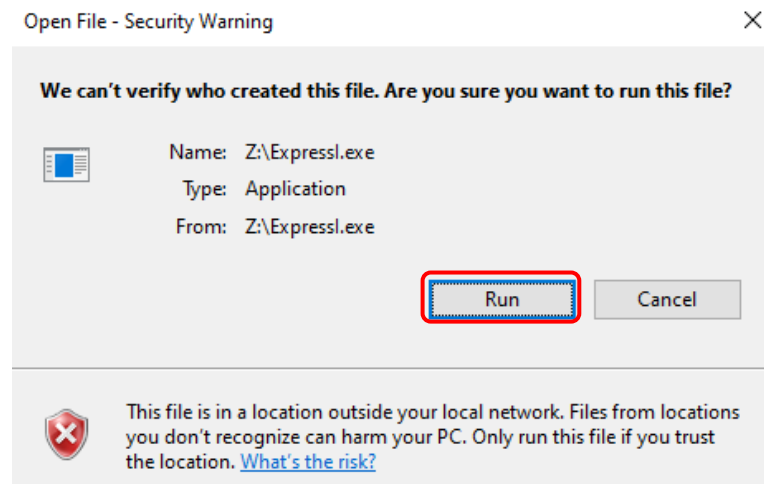 Open File - Security Warning
We can't verify who created this file. Are you sure you want to run this file?
Name: Z:\Expressl.exe
Type: Application
From: Z:\Expressl.exe
Run Cancel
This file is in a location outside your local network. Files from locations
you don't recognize can harm your PC. Only run this file if you trust
the location. What's the risk?